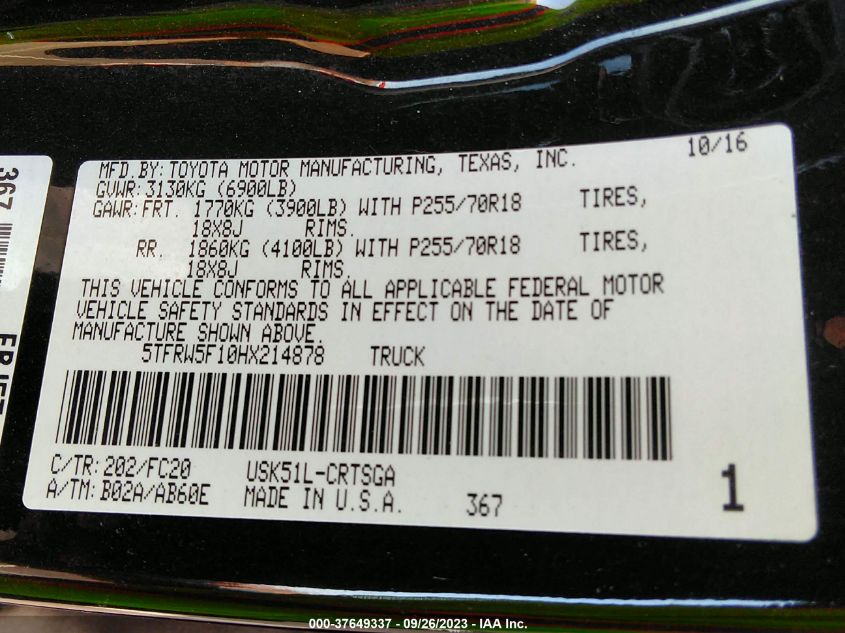 MFD.BY: TOYOTA MOTOR MANUFACTURING, TEXAS, INC. 10/16
GVWR: 3130KG (6900LB)
GAWR: FRT. 1770KG (3900LB) WITH P255/70R18 TIRES,
18X8J RIMS.
RR. 1860KG (4100LB) WITH P255/70R18 TIRES,
18X8J RIMS.
THIS VEHICLE CONFORMS TO ALL APPLICABLE FEDERAL MOTOR
VEHICLE SAFETY STANDARDS IN EFFECT ON THE DATE OF
MANUFACTURE SHOWN ABOVE.
5TFRW5F10HX214878 TRUCK
C/TR: 202/FC20 USK51L-CRTSGA
A/TM: B02A/AB60E MADE IN U.S.A. 367 1
367
000-37649337 - 09/26/2023 - IAA Inc.